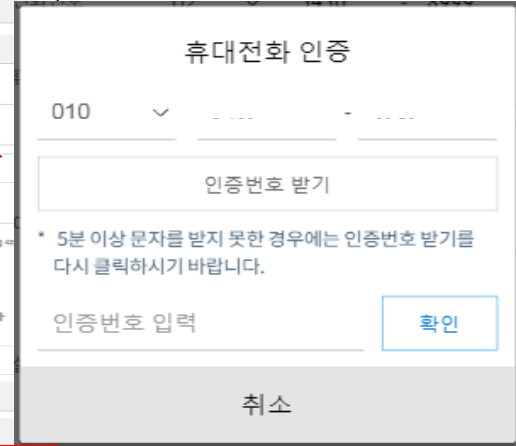 휴대전화 인증
010 -
인증번호 받기
* 5분 이상 문자를 받지 못한 경우에는 인증번호 받기를
다시 클릭하시기 바랍니다.
인증번호 입력 확인
취소